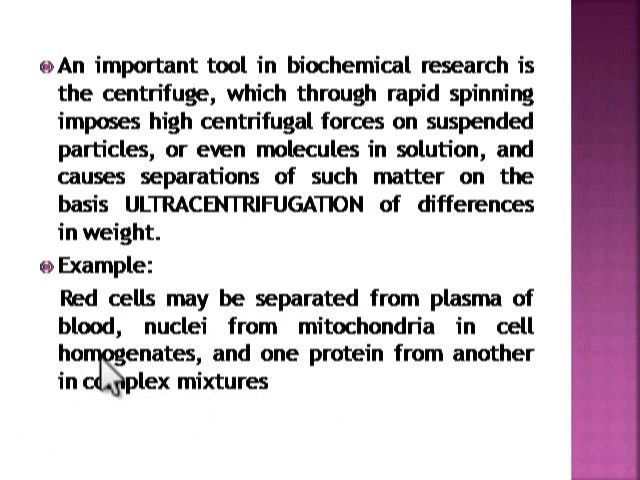 An important tool in biochemical research is
the centrifuge, which through rapid spinning
imposes high centrifugal forces on suspended
particles, or even molecules in solution, and
causes separations of such matter on the
basis ULTRACENTRIFUGATION of differences
in weight.
Example:
Red cells may be separated from plasma of
blood, nuclei from mitochondria in cell
homogenates, and one protein from another
in complex mixtures